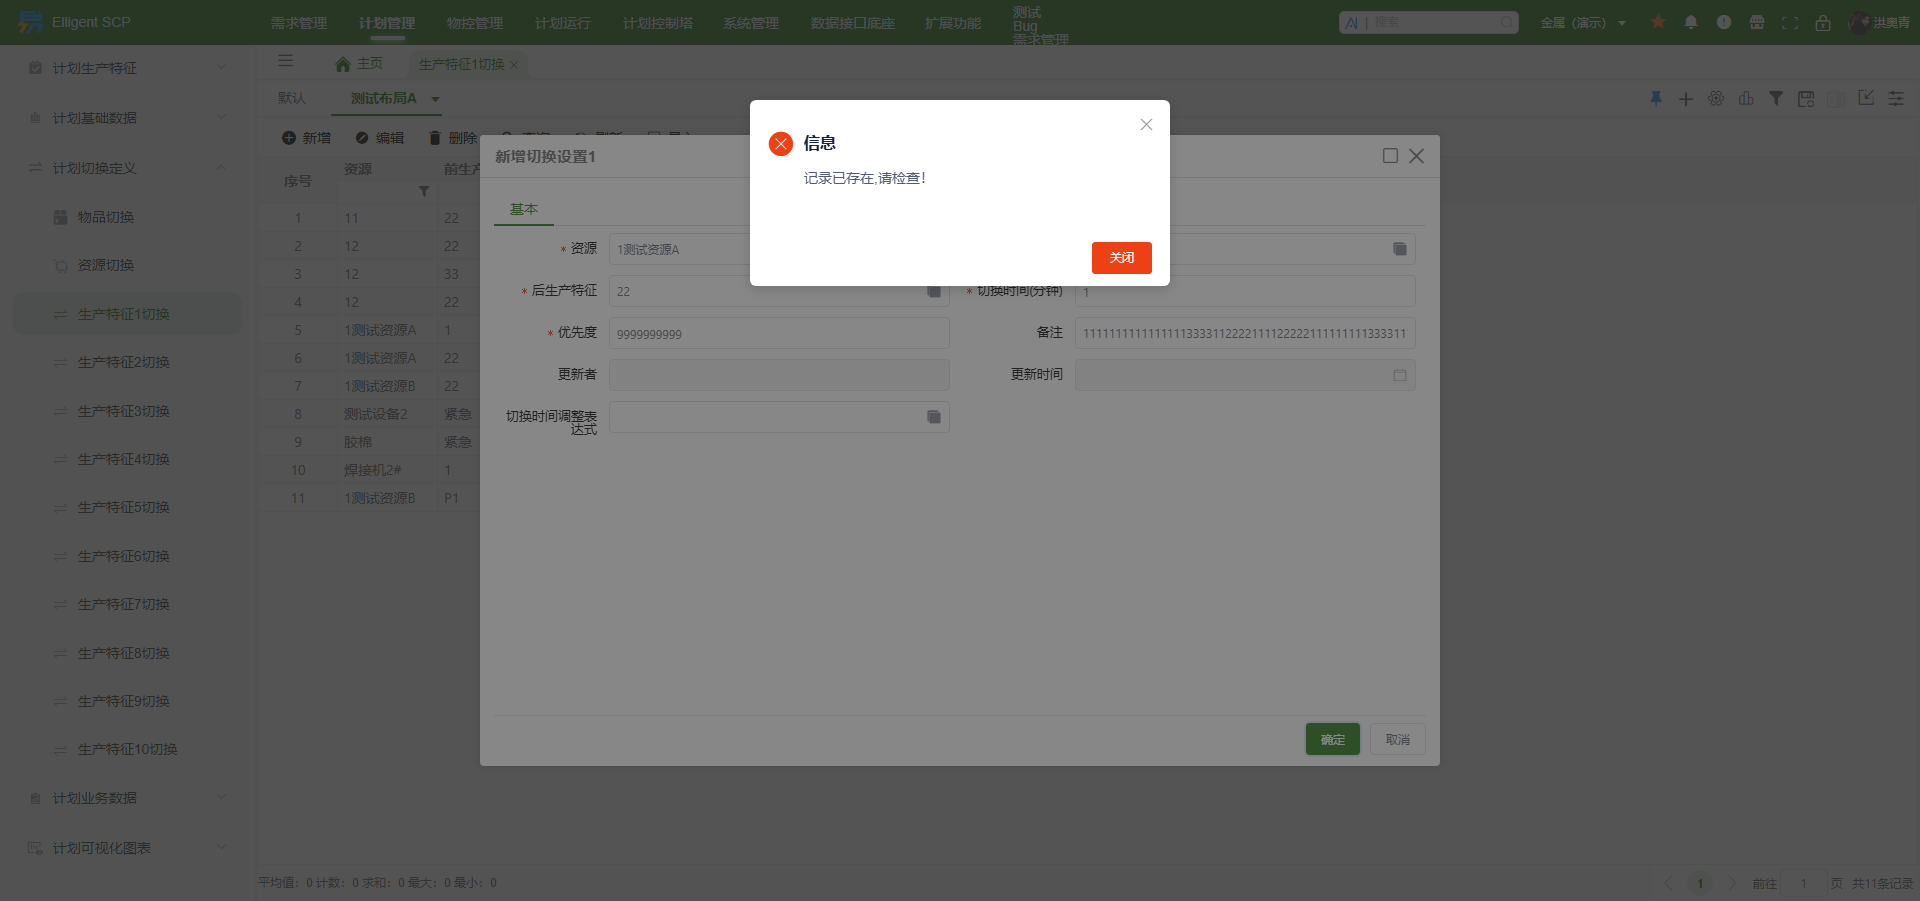 Elligent SCP
需求管理 计划管理 物控管理 计划运行 计划控制塔 系统管理 数据接口底座 扩展功能
测试
Bug
需求管理
AI | 搜索
金属（演示）
洪奥青
计划生产特征
计划基础数据
计划切换定义
物品切换
资源切换
生产特征1切换
生产特征2切换
生产特征3切换
生产特征4切换
生产特征5切换
生产特征6切换
生产特征7切换
生产特征8切换
生产特征9切换
生产特征10切换
计划业务数据
计划可视化图表
主页 生产特征1切换
默认 测试布局A
新增 编辑 删除
序号 资源 前生产
1 11 22
2 12 22
3 12 33
4 12 22
5 1测试资源A 1
6 1测试资源A 22
7 1测试资源B 22
8 测试设备2 紧急
9 胶棉 紧急
10 焊接机2# 1
11 1测试资源B P1
新增切换设置1
基本
* 资源 1测试资源A
* 后生产特征 22
* 切换时间(分钟) 1
* 优先度 9999999999
备注 11111111111111113333112222111122222111111111333311
更新者
更新时间
切换时间调整表
达式
确定 取消
信息
记录已存在,请检查!
关闭
平均值：0 计数：0 求和：0 最大：0 最小：0
1 前往 1 页 共11条记录